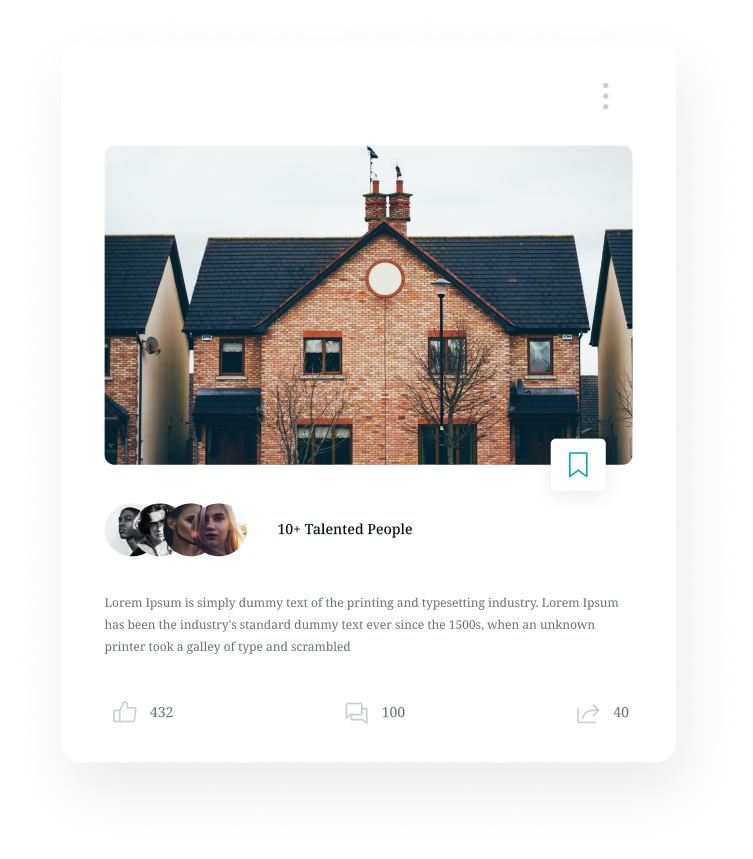 10+ Talented People
Lorem Ipsum is simply dummy text of the printing and typesetting industry. Lorem Ipsum
has been the industry's standard dummy text ever since the 1500s, when an unknown
printer took a galley of type and scrambled
432
100
40